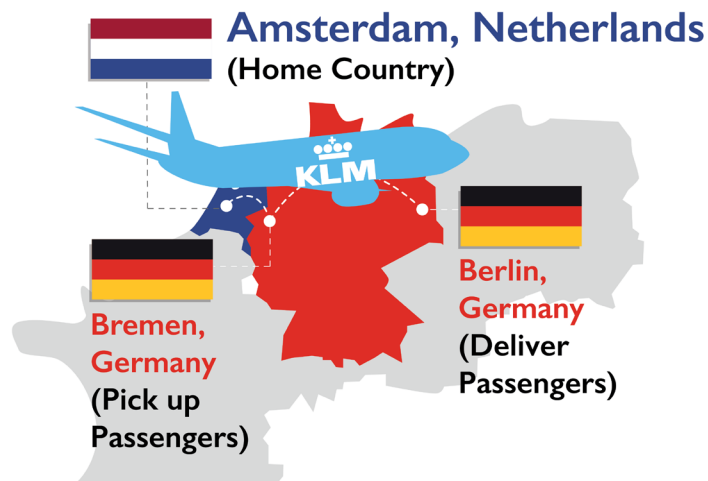 Amsterdam, Netherlands
(Home Country)
KLM
Bremen,
Germany
(Pick up
Passengers)
Berlin,
Germany
(Deliver
Passengers)